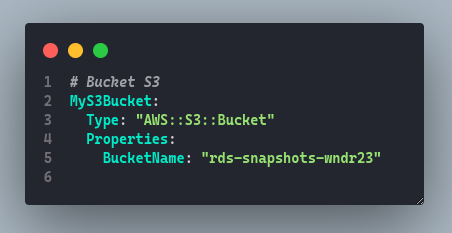 1 # Bucket S3
2 MyS3Bucket:
3   Type: "AWS::S3::Bucket"
4   Properties:
5     BucketName: "rds-snapshots-wndr23"
6